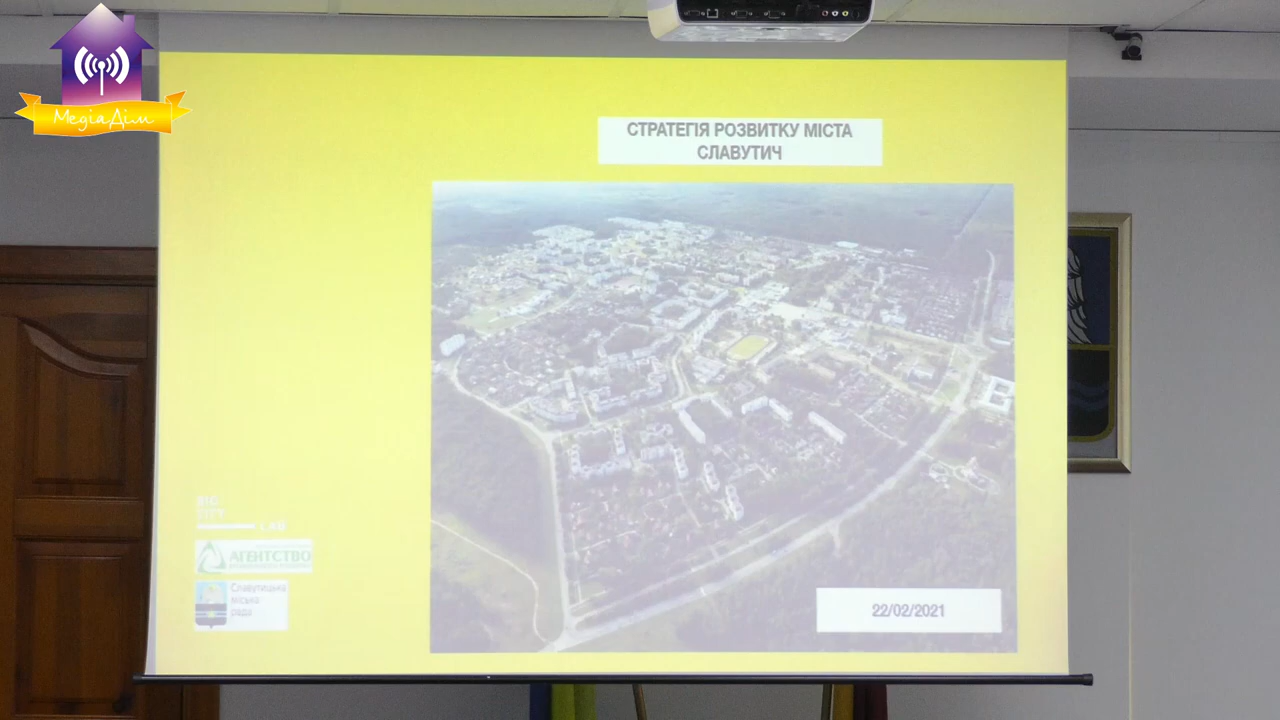 МедіаДім
СТРАТЕГІЯ РОЗВИТКУ МІСТА
СЛАВУТИЧ
BIG
CITY
LAB
АГЕНТСТВО
Славутицька
міська
рада
22/02/2021